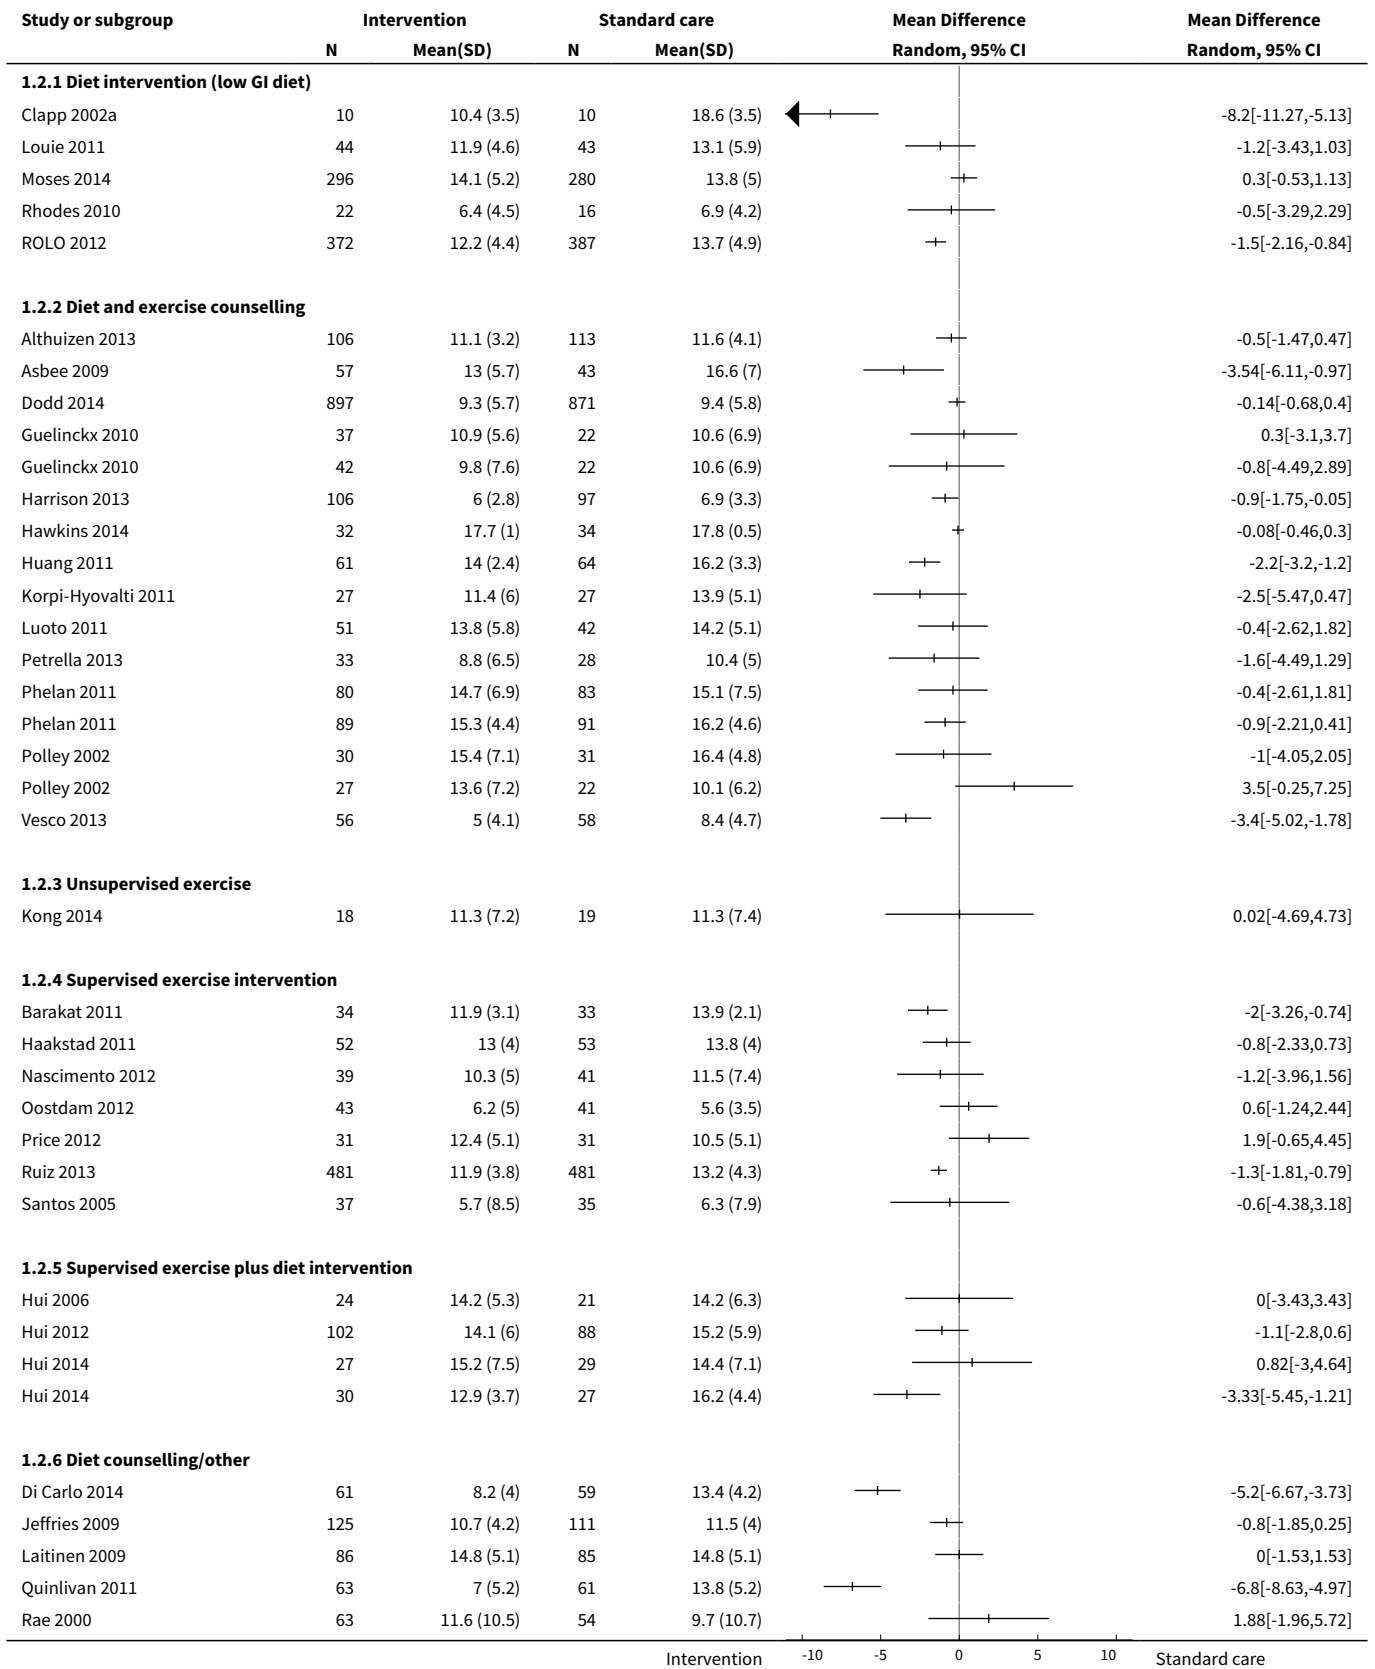 Study or subgroup Intervention Standard care Mean Difference Mean Difference
N Mean(SD) N Mean(SD) Random, 95% CI Random, 95% CI
1.2.1 Diet intervention (low GI diet)
Clapp 2002a 10 10.4 (3.5) 10 18.6 (3.5) -8.2[-11.27,-5.13]
Louie 2011 44 11.9 (4.6) 43 13.1 (5.9) -1.2[-3.43,1.03]
Moses 2014 296 14.1 (5.2) 280 13.8 (5) 0.3[-0.53,1.13]
Rhodes 2010 22 6.4 (4.5) 16 6.9 (4.2) -0.5[-3.29,2.29]
ROLO 2012 372 12.2 (4.4) 387 13.7 (4.9) -1.5[-2.16,-0.84]
1.2.2 Diet and exercise counselling
Althuizen 2013 106 11.1 (3.2) 113 11.6 (4.1) -0.5[-1.47,0.47]
Asbee 2009 57 13 (5.7) 43 16.6 (7) -3.54[-6.11,-0.97]
Dodd 2014 897 9.3 (5.7) 871 9.4 (5.8) -0.14[-0.68,0.4]
Guelinckx 2010 37 10.9 (5.6) 22 10.6 (6.9) 0.3[-3.1,3.7]
Guelinckx 2010 42 9.8 (7.6) 22 10.6 (6.9) -0.8[-4.49,2.89]
Harrison 2013 106 6 (2.8) 97 6.9 (3.3) -0.9[-1.75,-0.05]
Hawkins 2014 32 17.7 (1) 34 17.8 (0.5) -0.08[-0.46,0.3]
Huang 2011 61 14 (2.4) 64 16.2 (3.3) -2.2[-3.2,-1.2]
Korpi-Hyovalti 2011 27 11.4 (6) 27 13.9 (5.1) -2.5[-5.47,0.47]
Luoto 2011 51 13.8 (5.8) 42 14.2 (5.1) -0.4[-2.62,1.82]
Petrella 2013 33 8.8 (6.5) 28 10.4 (5) -1.6[-4.49,1.29]
Phelan 2011 80 14.7 (6.9) 83 15.1 (7.5) -0.4[-2.61,1.81]
Phelan 2011 89 15.3 (4.4) 91 16.2 (4.6) -0.9[-2.21,0.41]
Polley 2002 30 15.4 (7.1) 31 16.4 (4.8) -1[-4.05,2.05]
Polley 2002 27 13.6 (7.2) 22 10.1 (6.2) 3.5[-0.25,7.25]
Vesco 2013 56 5 (4.1) 58 8.4 (4.7) -3.4[-5.02,-1.78]
1.2.3 Unsupervised exercise
Kong 2014 18 11.3 (7.2) 19 11.3 (7.4) 0.02[-4.69,4.73]
1.2.4 Supervised exercise intervention
Barakat 2011 34 11.9 (3.1) 33 13.9 (2.1) -2[-3.26,-0.74]
Haakstad 2011 52 13 (4) 53 13.8 (4) -0.8[-2.33,0.73]
Nascimento 2012 39 10.3 (5) 41 11.5 (7.4) -1.2[-3.96,1.56]
Oostdam 2012 43 6.2 (5) 41 5.6 (3.5) 0.6[-1.24,2.44]
Price 2012 31 12.4 (5.1) 31 10.5 (5.1) 1.9[-0.65,4.45]
Ruiz 2013 481 11.9 (3.8) 481 13.2 (4.3) -1.3[-1.81,-0.79]
Santos 2005 37 5.7 (8.5) 35 6.3 (7.9) -0.6[-4.38,3.18]
1.2.5 Supervised exercise plus diet intervention
Hui 2006 24 14.2 (5.3) 21 14.2 (6.3) 0[-3.43,3.43]
Hui 2012 102 14.1 (6) 88 15.2 (5.9) -1.1[-2.8,0.6]
Hui 2014 27 15.2 (7.5) 29 14.4 (7.1) 0.82[-3,4.64]
Hui 2014 30 12.9 (3.7) 27 16.2 (4.4) -3.33[-5.45,-1.21]
1.2.6 Diet counselling/other
Di Carlo 2014 61 8.2 (4) 59 13.4 (4.2) -5.2[-6.67,-3.73]
Jeffries 2009 125 10.7 (4.2) 111 11.5 (4) -0.8[-1.85,0.25]
Laitinen 2009 86 14.8 (5.1) 85 14.8 (5.1) 0[-1.53,1.53]
Quinlivan 2011 63 7 (5.2) 61 13.8 (5.2) -6.8[-8.63,-4.97]
Rae 2000 63 11.6 (10.5) 54 9.7 (10.7) 1.88[-1.96,5.72]
Intervention -10 -5 0 5 10 Standard care